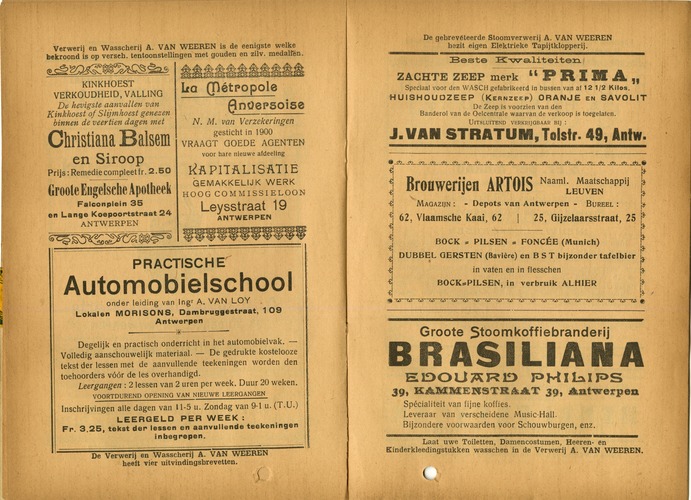 Verwerij en Wasscherij A. VAN WEEREN is de eenigste welke
bekroond is op versch. tentoonstellingen met gouden en zilv. medaillën.
KINKHOEST
VERKOUDHEID, VALLING
De hevigste aanvallen van
Kinkhoest of Slijmhoest genezen
binnen de veertien dagen met
Christiana Balsem
en Siroop
Prijs: Remedie compleet fr. 2.50
Groote Engelsche Apotheek
Falconplein 35
en Lange Koepoortstraat 24
ANTWERPEN
La Métropole
Anversoise
N. M. van Verzekeringen
gesticht in 1900
VRAAGT GOEDE AGENTEN
voor hare nieuwe afdeeling
KAPITALISATIE
GEMAKKELIJK WERK
HOOG COMMISSIELOON
Leysstraat 19
ANTWERPEN
PRACTISCHE
Automobielschool
onder leiding van Ingr A. VAN LOY
Lokalen MORISONS, Dambruggestraat, 109
Antwerpen
Degelijk en practisch onderricht in het automobielvak. —
Volledig aanschouwelijk materiaal. — De gedrukte kostelooze
tekst der lessen met de aanvullende teekeningen worden den
toehoorders vóór de les overhandigd.
Leergangen : 2 lessen van 2 uren per week. Duur 20 weken.
VOORTDUREND OPENING VAN NIEUWE LEERGANGEN
Inschrijvingen alle dagen van 11-5 u. Zondag van 9-1 u. (T.U.)
LEERGELD PER WEEK :
Fr. 3,25, tekst der lessen en aanvullende teekeningen
inbegrepen.
De Verwerij en Wasscherij A. VAN WEEREN
heeft vier uitvindingsbrevetten.
De gebrevèteerde Stoomverwerij A. VAN WEEREN
bezit eigen Elektrieke Tapijtklopperij.
Beste Kwaliteiten!
ZACHTE ZEEP merk "PRIMA„
Speciaal voor den WASCH gefabrikeerd in bussen van af 12 1/2 Kilos.
HUISHOUDZEEP (KERNZEEP) ORANJE EN SAVOLIT
De Zeep is voorzien van den
Handerol van de Oelcentrale waarvan de verkoop is toegelaten.
UITSLUITEND VERKRIJGBAAR BIJ :
J. VAN STRATUM, Tolstr. 49, Antw.
Brouwerijen ARTOIS Naaml. Maatschappij
LEUVEN
MAGAZIJN : - Depots van Antwerpen - BUREEL :
62, Vlaamsche Kaai, 62 | 25, Gijzelaarsstraat, 25
BOCK - PILSEN - FONCÉE (Munich)
DUBBEL GERSTEN (Bavière) en B S T bijzonder tafelbier
in vaten en in flesschen
BOCK-PILSEN, in verbruik ALHIER
Groote Stoomkoffiebranderij
BRASILIANA
EDOUARD PHILIPS
39, KAMMENSTRAAT 39, Antwerpen
Spécialiteit van fijne koffies.
Leveraar van verscheidene Music-Hall.
Bijzondere voorwaarden voor Schouwburgen, enz.
Laat uwe Toiletten, Damencostumen, Heeren- en
Kinderkleedingstukken wasschen in de Verwerij A. VAN WEEREN.